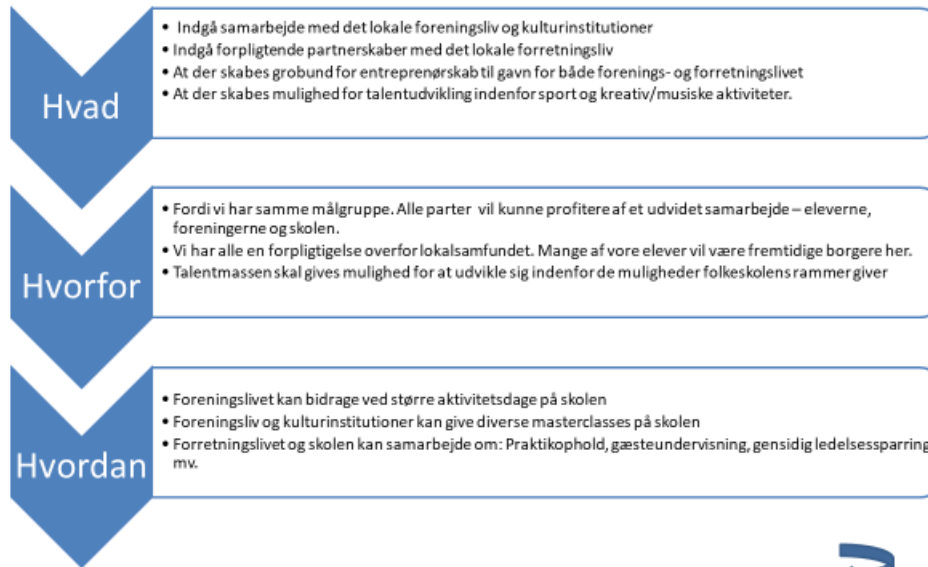 Hvad
• Indgå samarbejde med det lokale foreningsliv og kulturinstitutioner
• Indgå forpligtende partnerskaber med det lokale forretningsliv
• At der skabes grobund for entreprenørskab til gavn for både forenings- og forretningslivet
• At der skabes mulighed for talentudvikling indenfor sport og kreativ/musiske aktiviteter.
Hvorfor
• Fordi vi har samme målgruppe. Alle parter vil kunne profitere af et udvidet samarbejde – eleverne,
foreningerne og skolen.
• Vi har alle en forpligtigelse overfor lokalsamfundet. Mange af vore elever vil være fremtidige borgere her.
• Talentmassen skal gives mulighed for at udvikle sig indenfor de muligheder folkeskolens rammer giver
Hvordan
• Foreningslivet kan bidrage ved større aktivitetsdage på skolen
• Foreningsliv og kulturinstitutioner kan give diverse masterclasses på skolen
• Forretningslivet og skolen kan samarbejde om: Praktikophold, gæsteundervisning, gensidig ledelsessparring
mv.